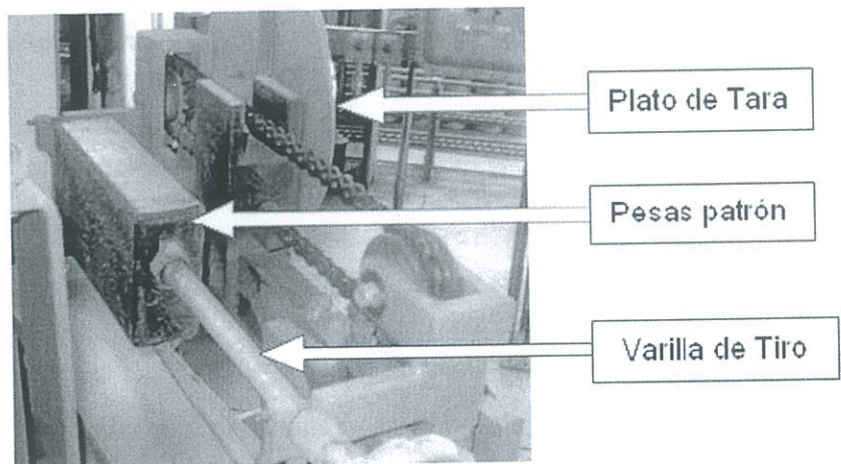 Plato de Tara
Pesas patrón
Varilla de Tiro